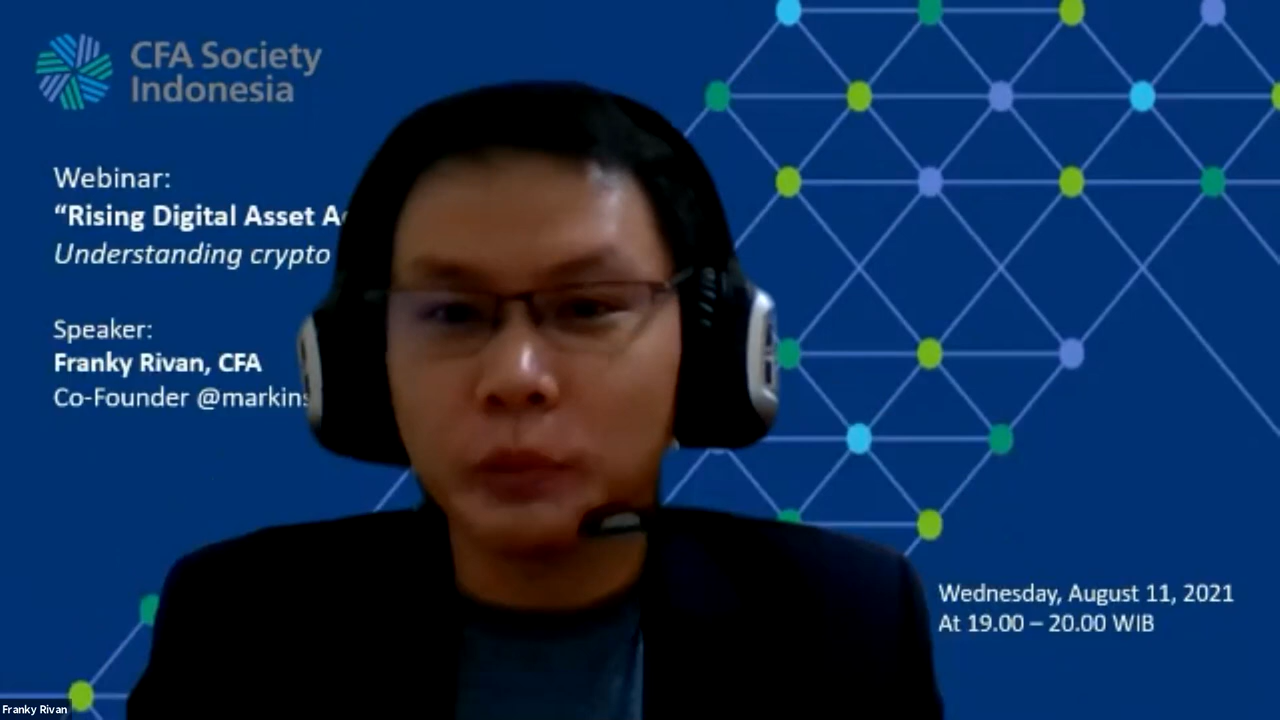 CFA Society
Indonesia
Webinar:
“Rising Digital Asset
Understanding crypto
Speaker:
Franky Rivan, CFA
Co-Founder
Wednesday, August 11, 2021
At 19.00 – 20.00 WIB
Franky Rivan